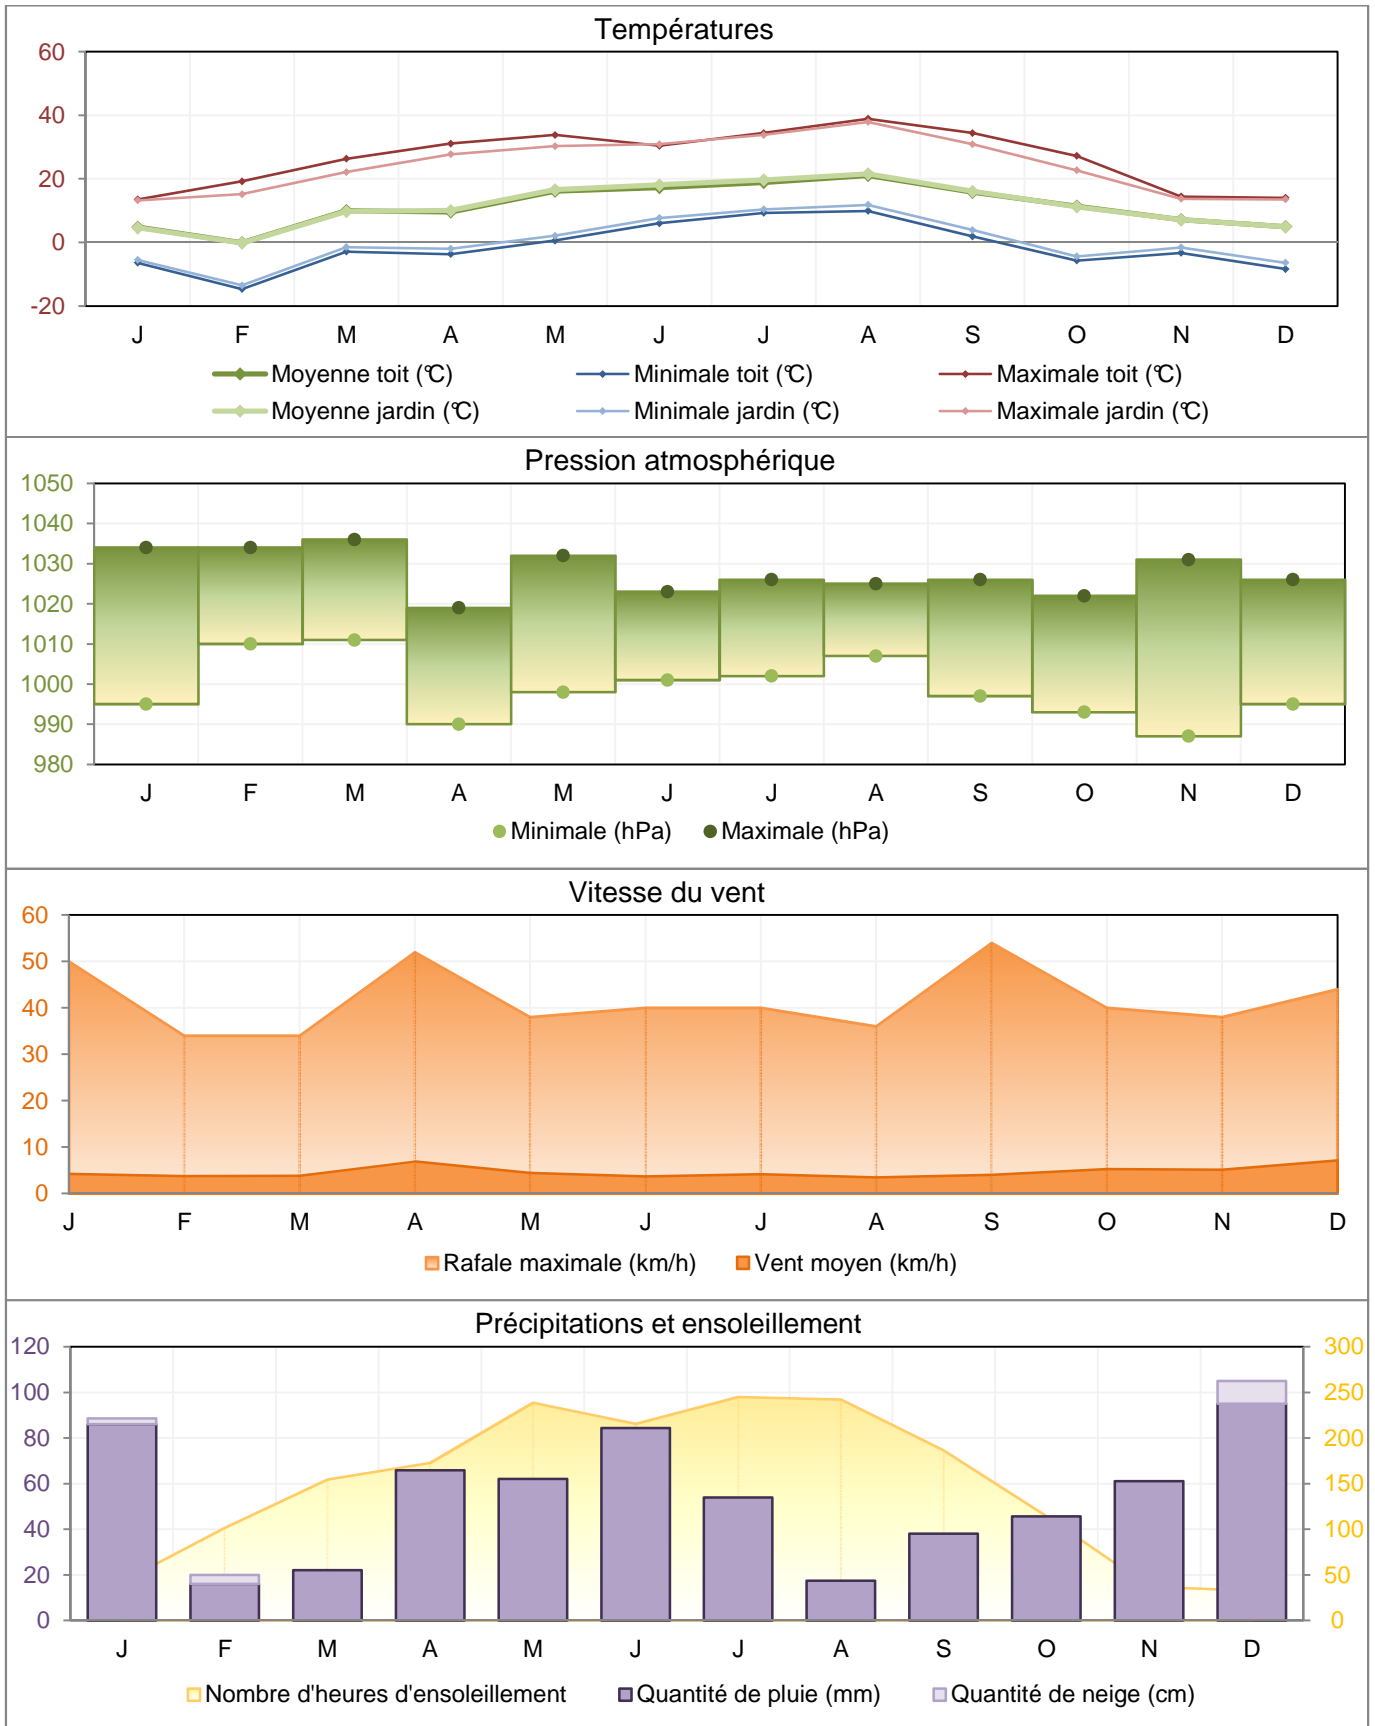 Températures
60
40
20
0
-20
J F M A M J J A S O N D
Moyenne toit (°C) Minimale toit (°C) Maximale toit (°C)
Moyenne jardin (°C) Minimale jardin (°C) Maximale jardin (°C)
Pression atmosphérique
1050
1040
1030
1020
1010
1000
990
980
J F M A M J J A S O N D
Minimale (hPa) Maximale (hPa)
Vitesse du vent
60
50
40
30
20
10
0
J F M A M J J A S O N D
Rafale maximale (km/h) Vent moyen (km/h)
Précipitations et ensoleillement
120 300
100 250
80 200
60 150
40 100
20 50
0 0
J F M A M J J A S O N D
Nombre d'heures d'ensoleillement Quantité de pluie (mm) Quantité de neige (cm)